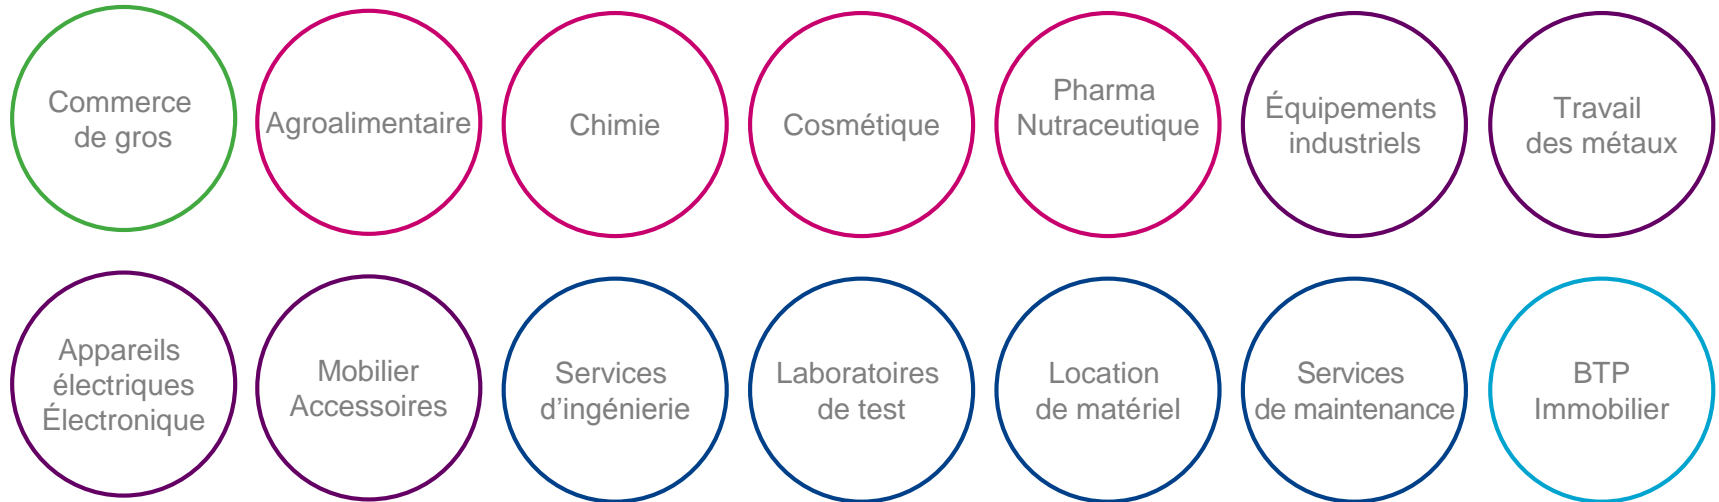 Commerce
de gros
Agroalimentaire
Chimie
Cosmétique
Pharma
Nutraceutique
Équipements
industriels
Travail
des métaux
Appareils
électriques
Électronique
Mobilier
Accessoires
Services
d’ingénierie
Laboratoires
de test
Location
de matériel
Services
de maintenance
BTP
Immobilier